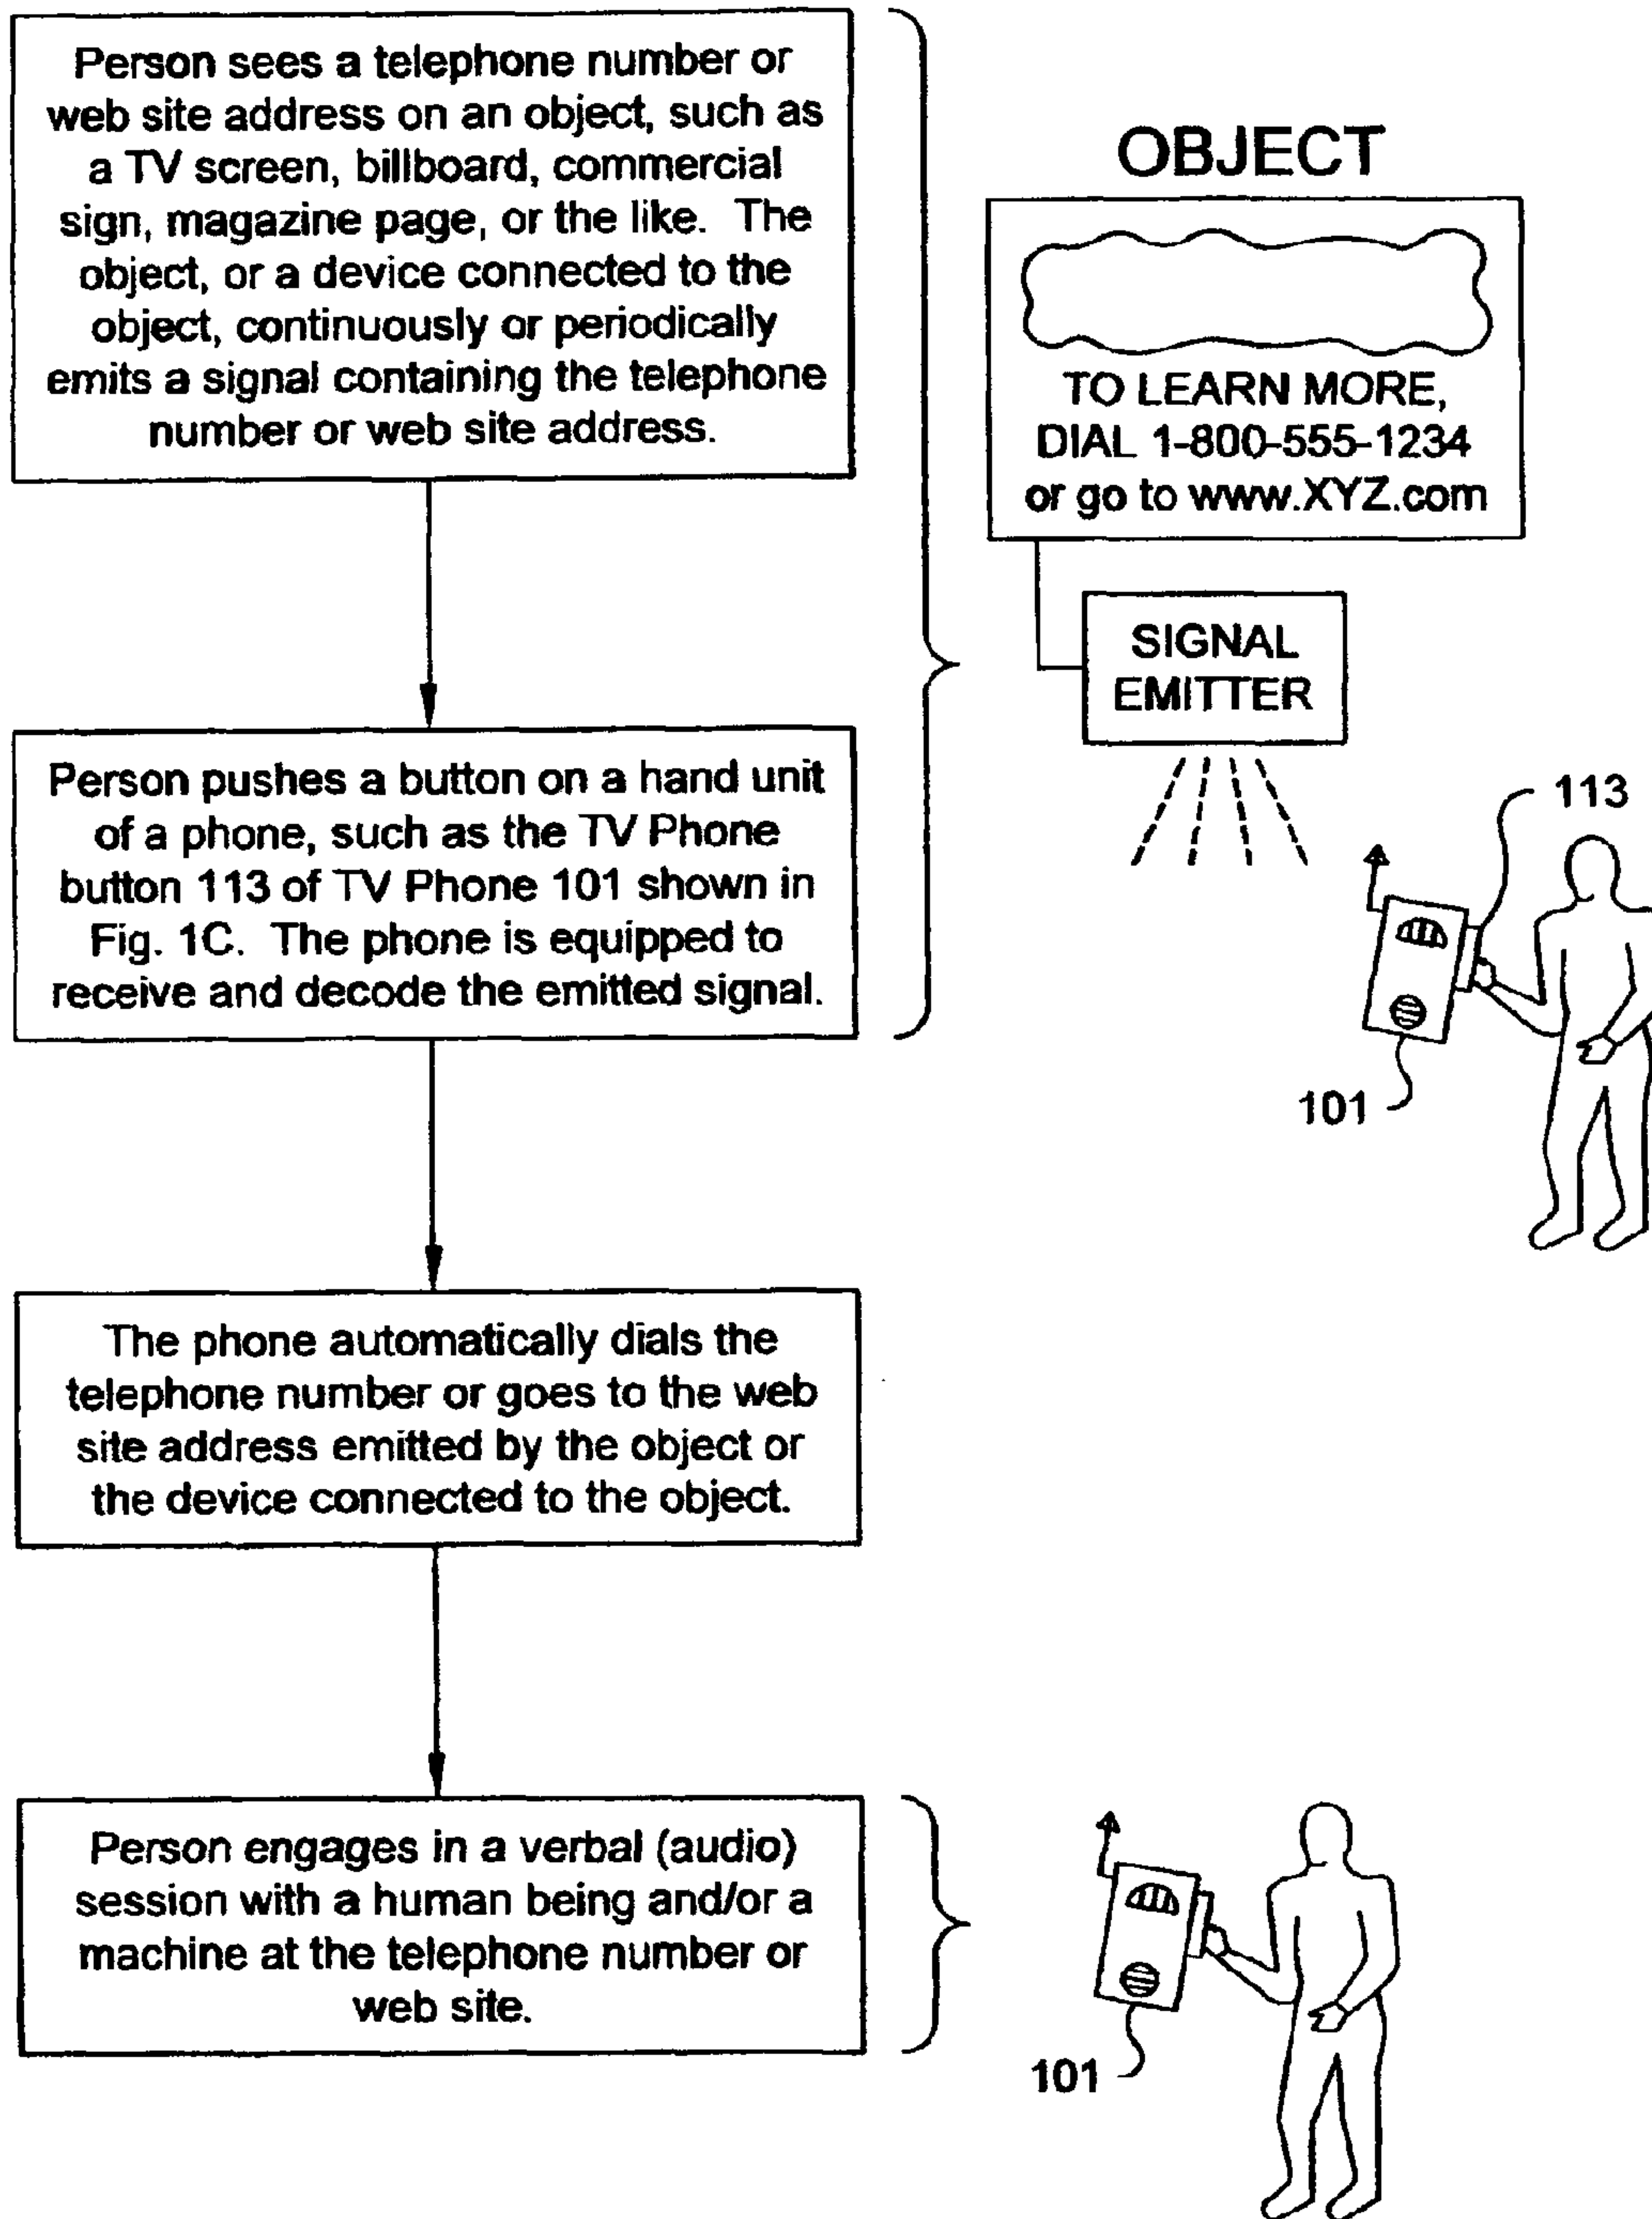 Person sees a telephone number or
web site address on an object, such as
a TV screen, billboard, commercial
sign, magazine page, or the like. The
object, or a device connected to the
object, continuously or periodically
emits a signal containing the telephone
number or web site address.
OBJECT
TO LEARN MORE,
DIAL 1-800-555-1234
or go to www.XYZ.com
SIGNAL
EMITTER
Person pushes a button on a hand unit
of a phone, such as the TV Phone
button 113 of TV Phone 101 shown in
Fig. 1C. The phone is equipped to
receive and decode the emitted signal.
113
101
The phone automatically dials the
telephone number or goes to the web
site address emitted by the object or
the device connected to the object.
Person engages in a verbal (audio)
session with a human being and/or a
machine at the telephone number or
web site.
101